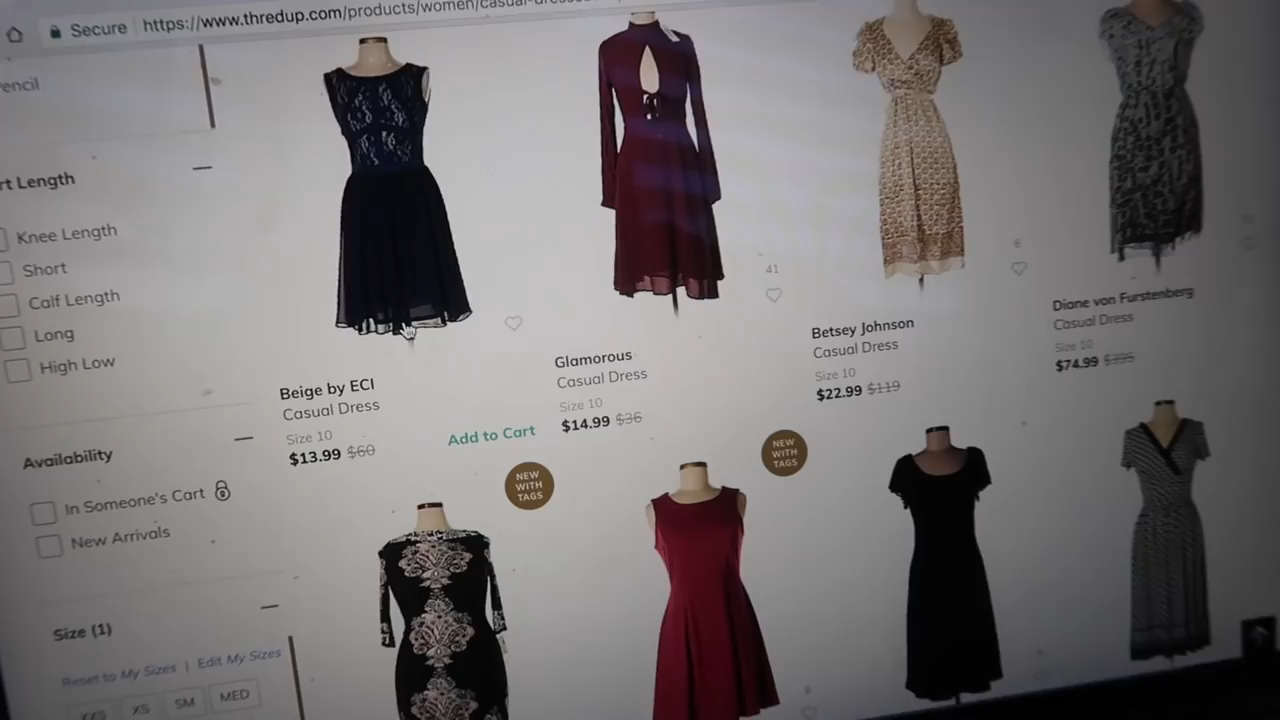 Secure https://www.thredup.com/products/women/casual-dresses
encil
rt Length
Knee Length
Short
Calf Length
Long
High Low
Availability
In Someone's Cart
New Arrivals
Size (1)
Reset to My Sizes | Edit My Sizes
XXS XS SM MED
Beige by ECI
Casual Dress
Size 10
$13.99 $60
Add to Cart
41
Glamorous
Casual Dress
Size 10
$14.99 $36
6
Betsey Johnson
Casual Dress
Size 10
$22.99 $119
Diane von Furstenberg
Casual Dress
Size 10
$74.99 $395
NEW
WITH
TAGS
NEW
WITH
TAGS